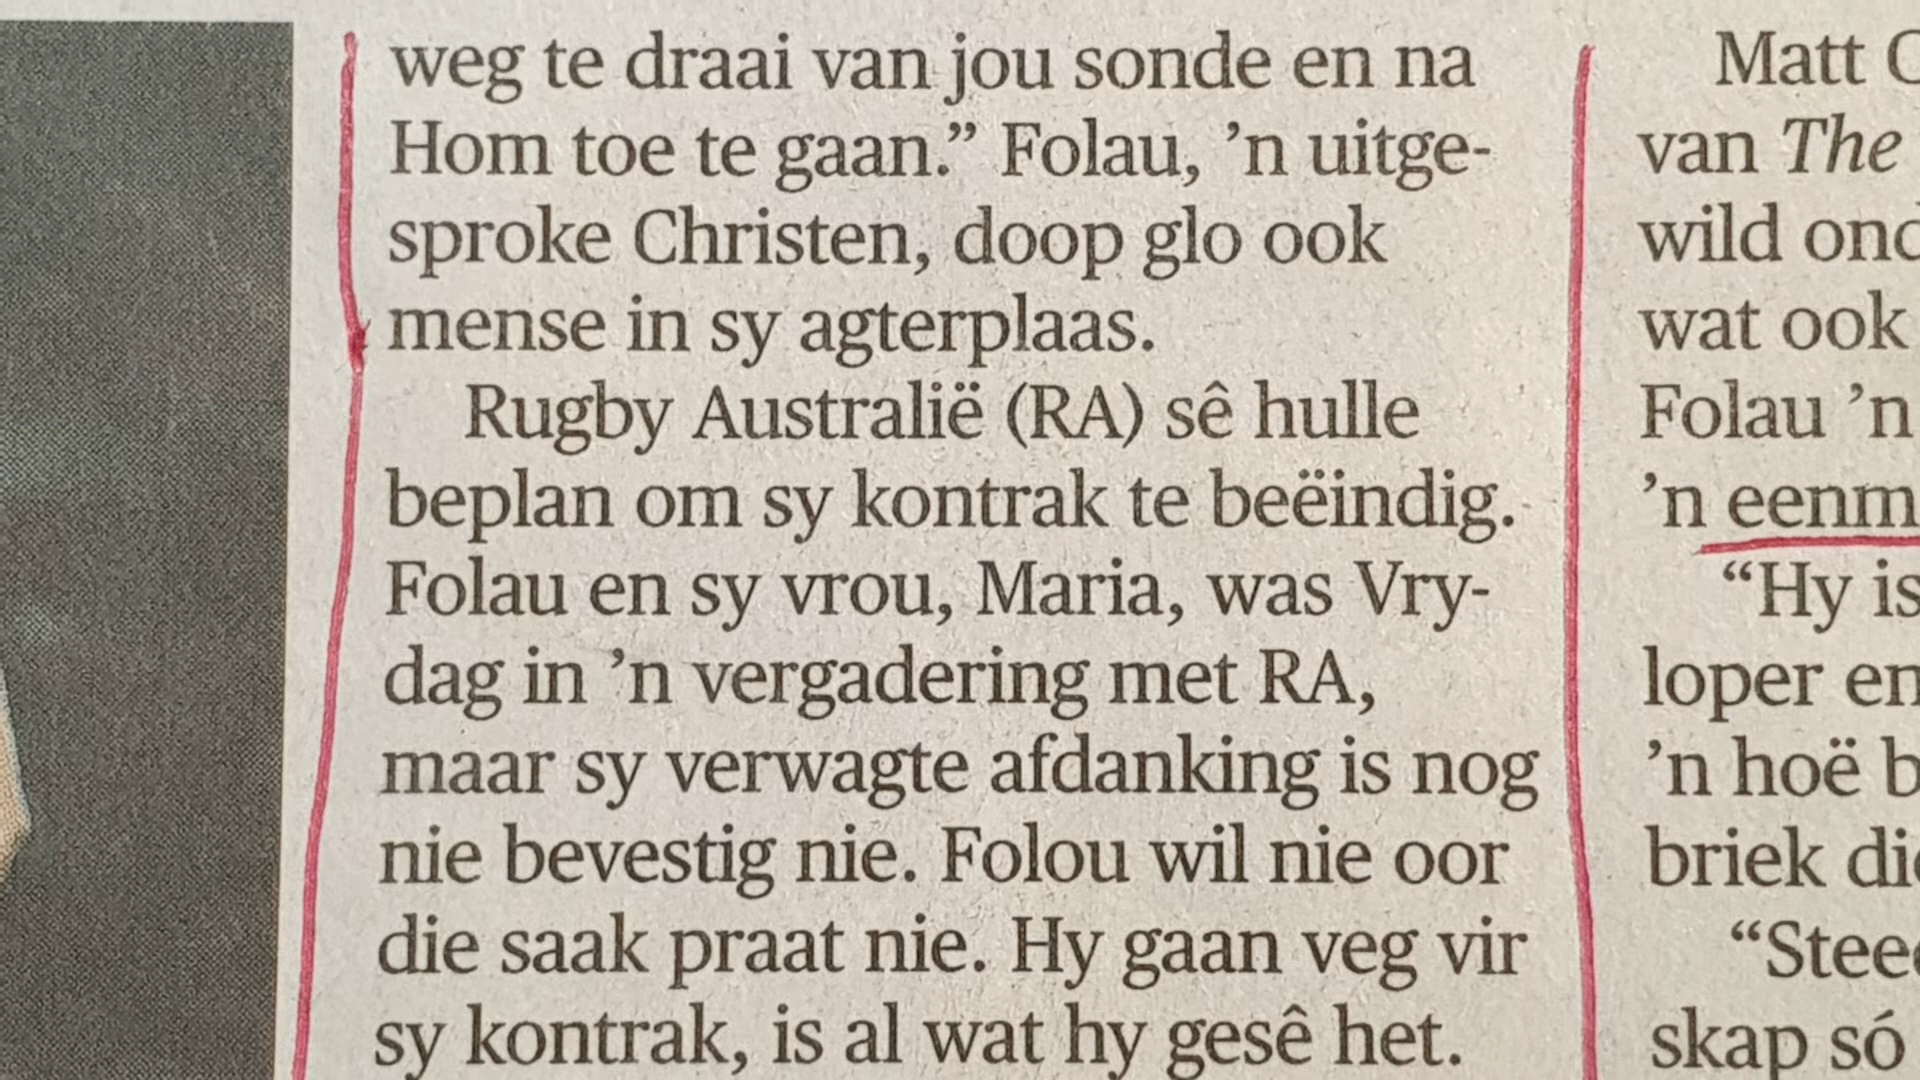 weg te draai van jou sonde en na
Hom toe te gaan.” Folau, ’n uitge-
sproke Christen, doop glo ook
mense in sy agterplaas.
Rugby Australië (RA) sê hulle
beplan om sy kontrak te beëindig.
Folau en sy vrou, Maria, was Vry-
dag in ’n vergadering met RA,
maar sy verwagte afdanking is nog
nie bevestig nie. Folou wil nie oor
die saak praat nie. Hy gaan veg vir
sy kontrak, is al wat hy gesê het.
Matt
van The
wild
wat ook
Folau ’n
’n
“Hy is
loper
’n hoë
briek
skap só